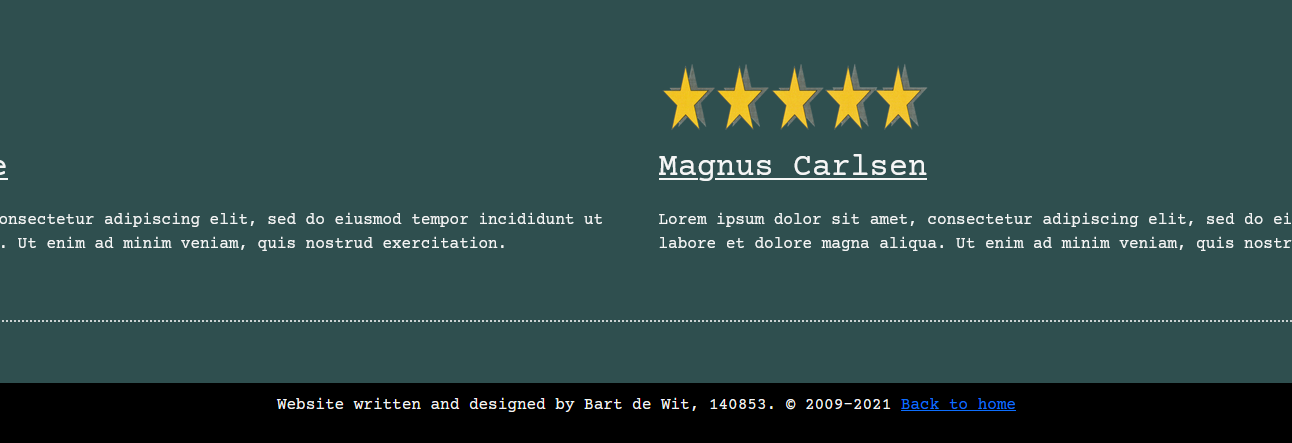 e
Magnus Carlsen
onsectetur adipiscing elit, sed do eiusmod tempor incididunt ut
. Ut enim ad minim veniam, quis nostrud exercitation.
Lorem ipsum dolor sit amet, consectetur adipiscing elit, sed do ei
labore et dolore magna aliqua. Ut enim ad minim veniam, quis nostr
Website written and designed by Bart de Wit, 140853. © 2009-2021 Back to home